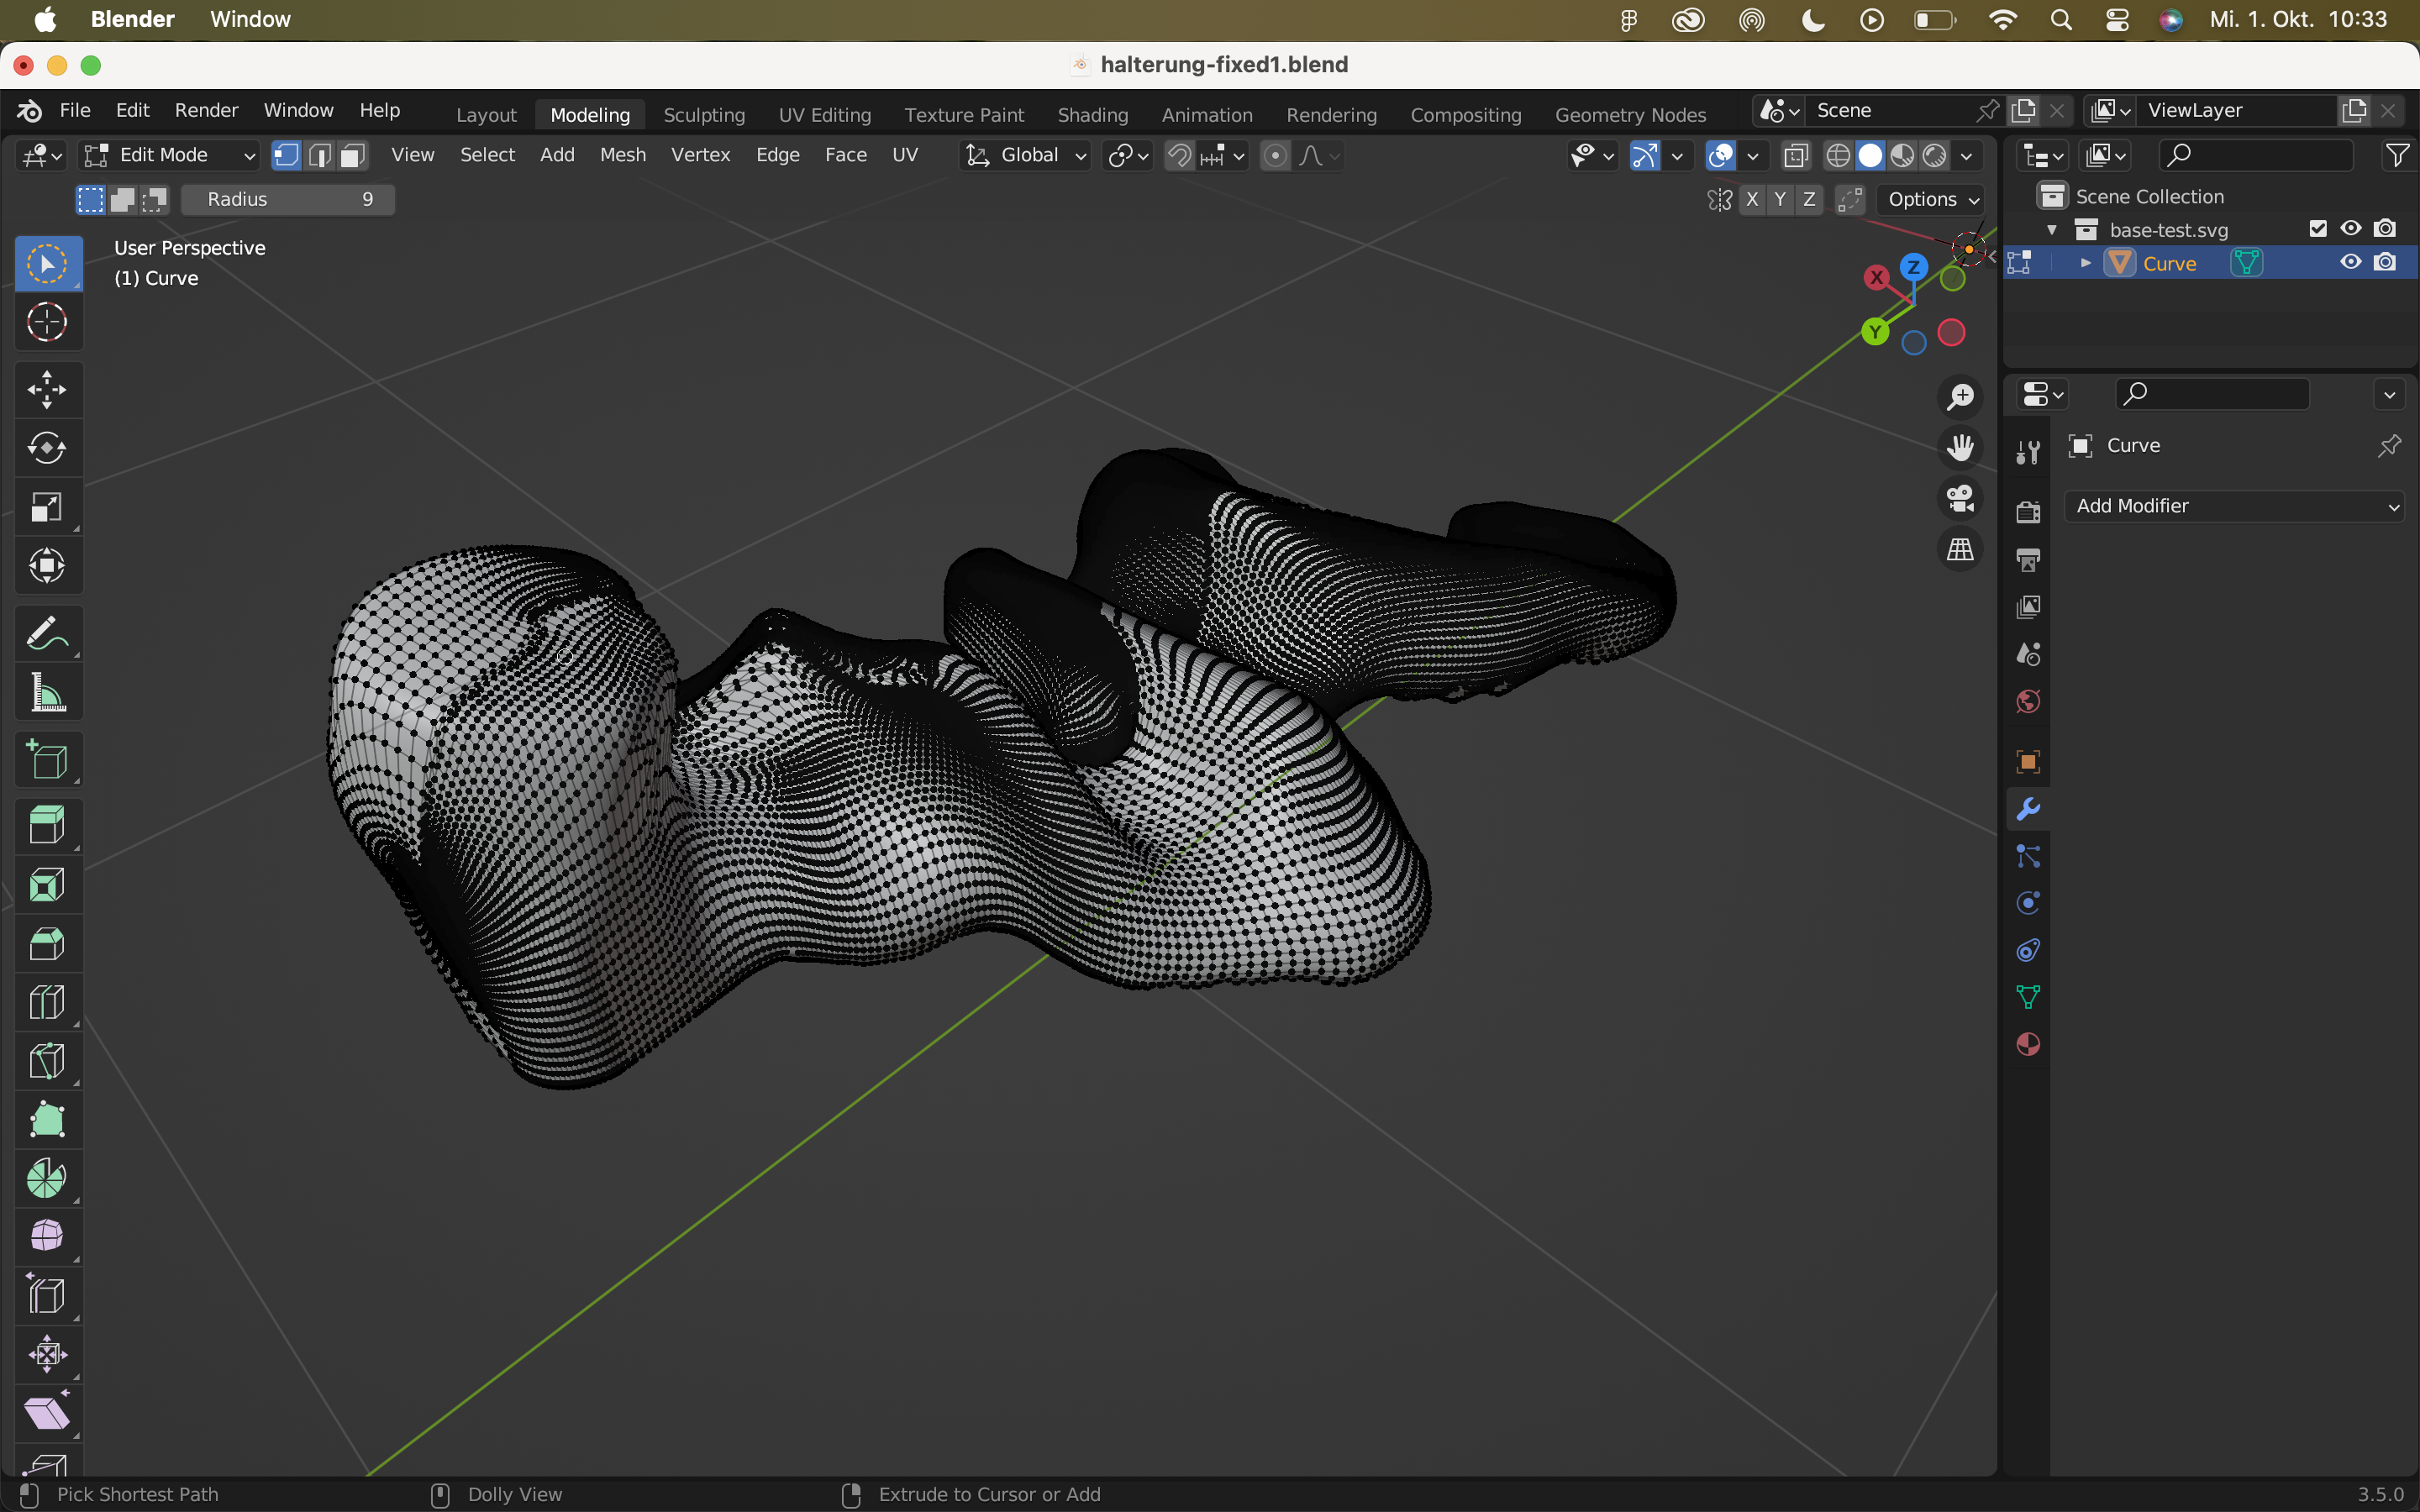 Blender Window Mi. 1. Okt. 10:33
halterung-fixed1.blend
File Edit Render Window Help Layout Modeling Sculpting UV Editing Texture Paint Shading Animation Rendering Compositing Geometry Nodes Scene ViewLayer
Edit Mode View Select Add Mesh Vertex Edge Face UV Global
Radius 9 X Y Z Options
User Perspective
(1) Curve
X Z Y
Scene Collection
base-test.svg
Curve
Curve
Add Modifier
Pick Shortest Path Dolly View Extrude to Cursor or Add 3.5.0